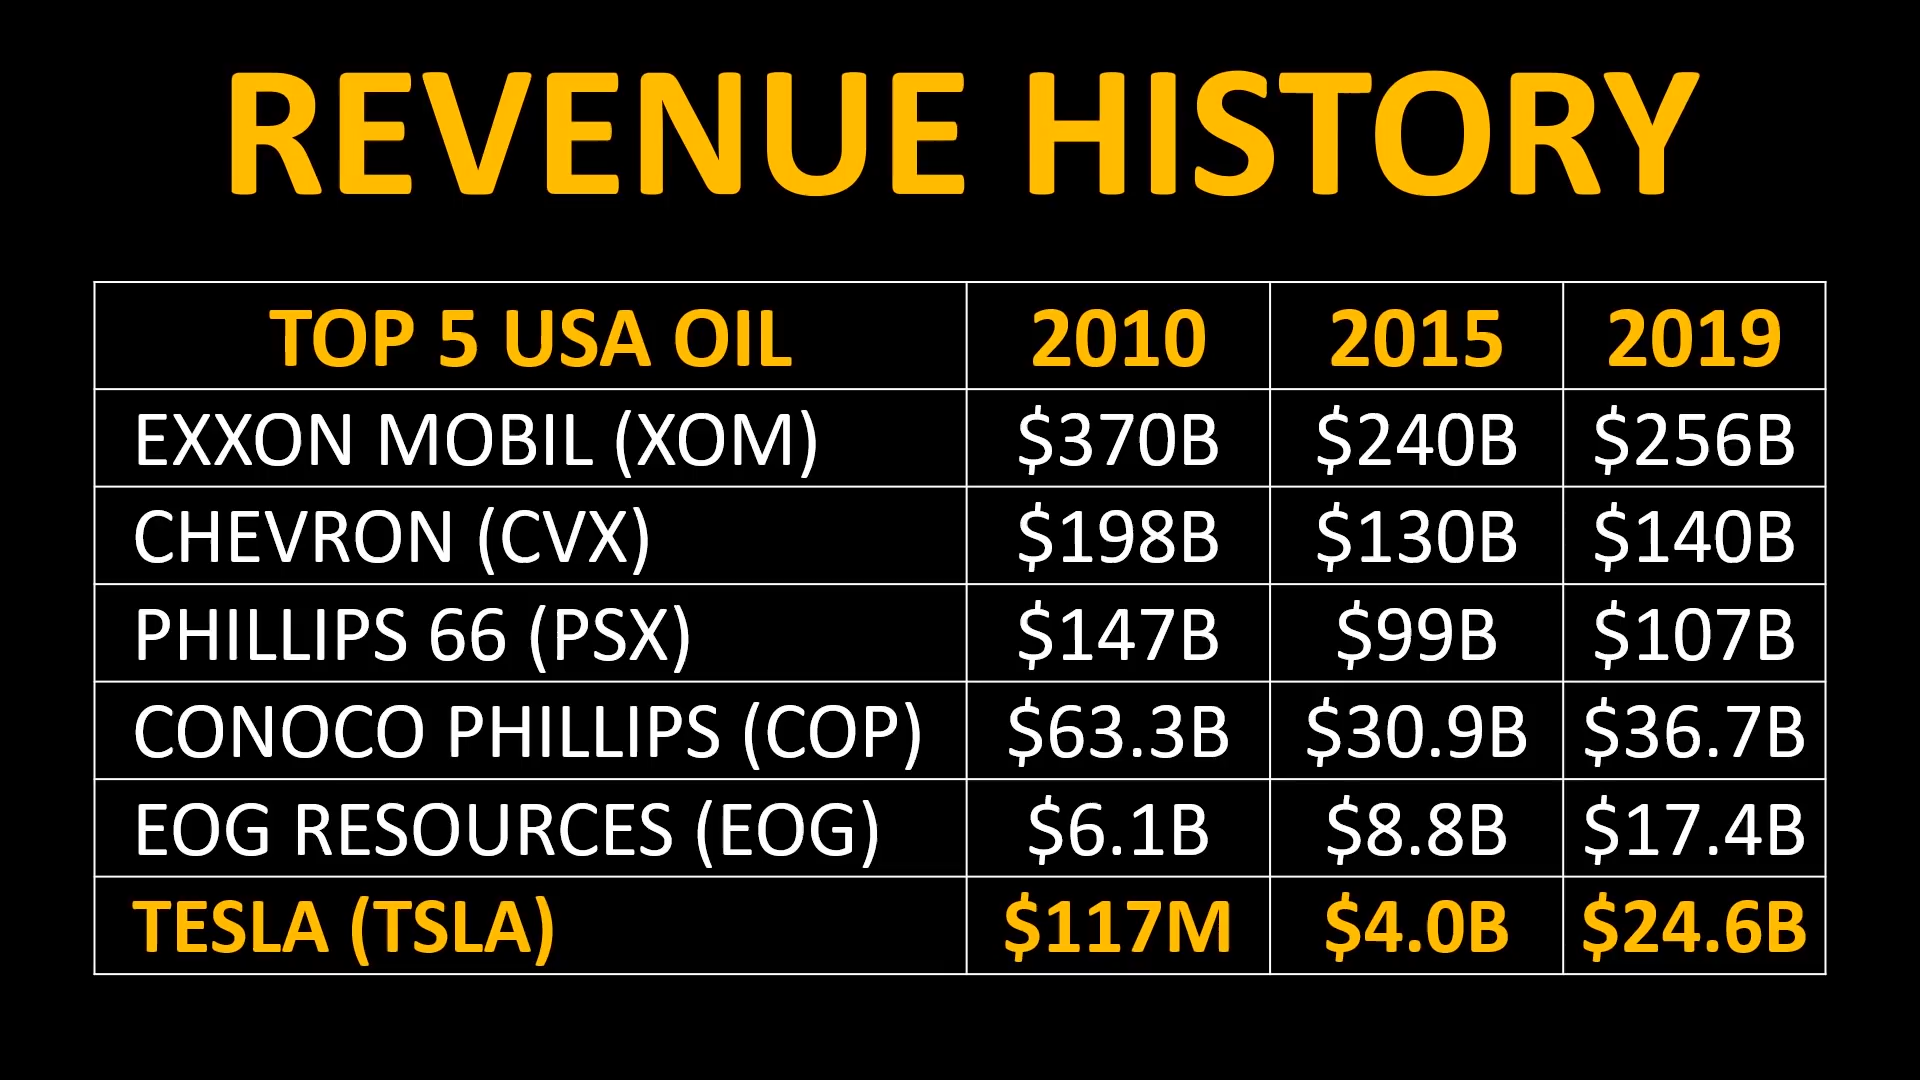 REVENUE HISTORY
TOP 5 USA OIL 2010 2015 2019
EXXON MOBIL (XOM) $370B $240B $256B
CHEVRON (CVX) $198B $130B $140B
PHILLIPS 66 (PSX) $147B $99B $107B
CONOCO PHILLIPS (COP) $63.3B $30.9B $36.7B
EOG RESOURCES (EOG) $6.1B $8.8B $17.4B
TESLA (TSLA) $117M $4.0B $24.6B